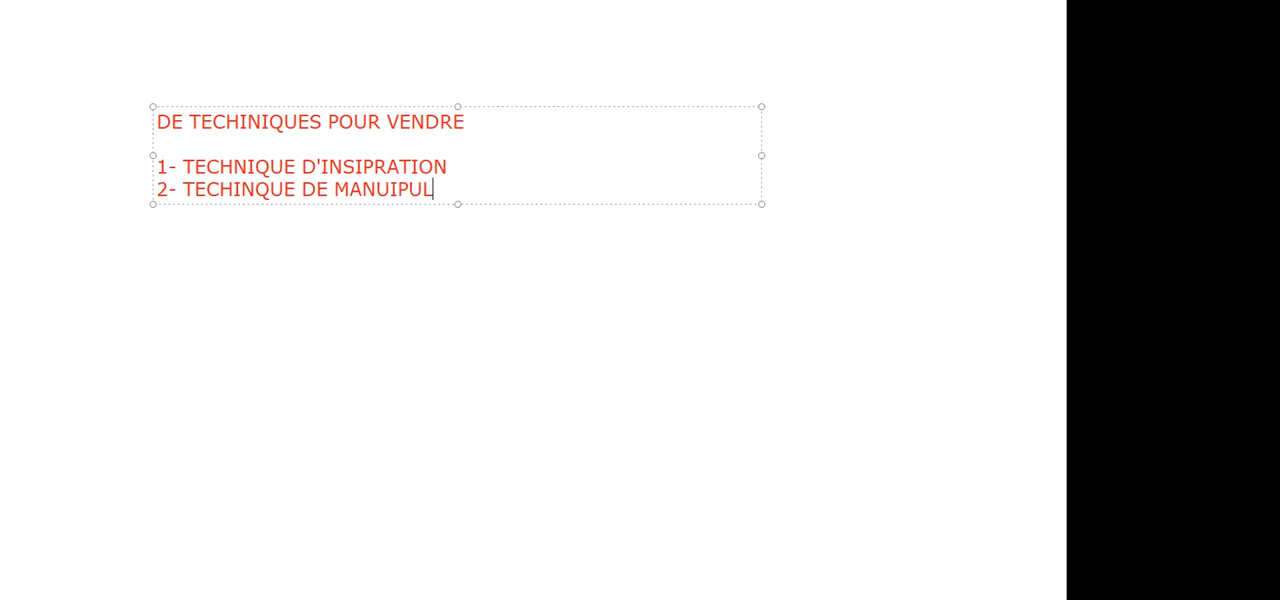 DE TECHINIQUES POUR VENDRE
1- TECHNIQUE D'INSIPRATION
2- TECHINQUE DE MANUIPUL